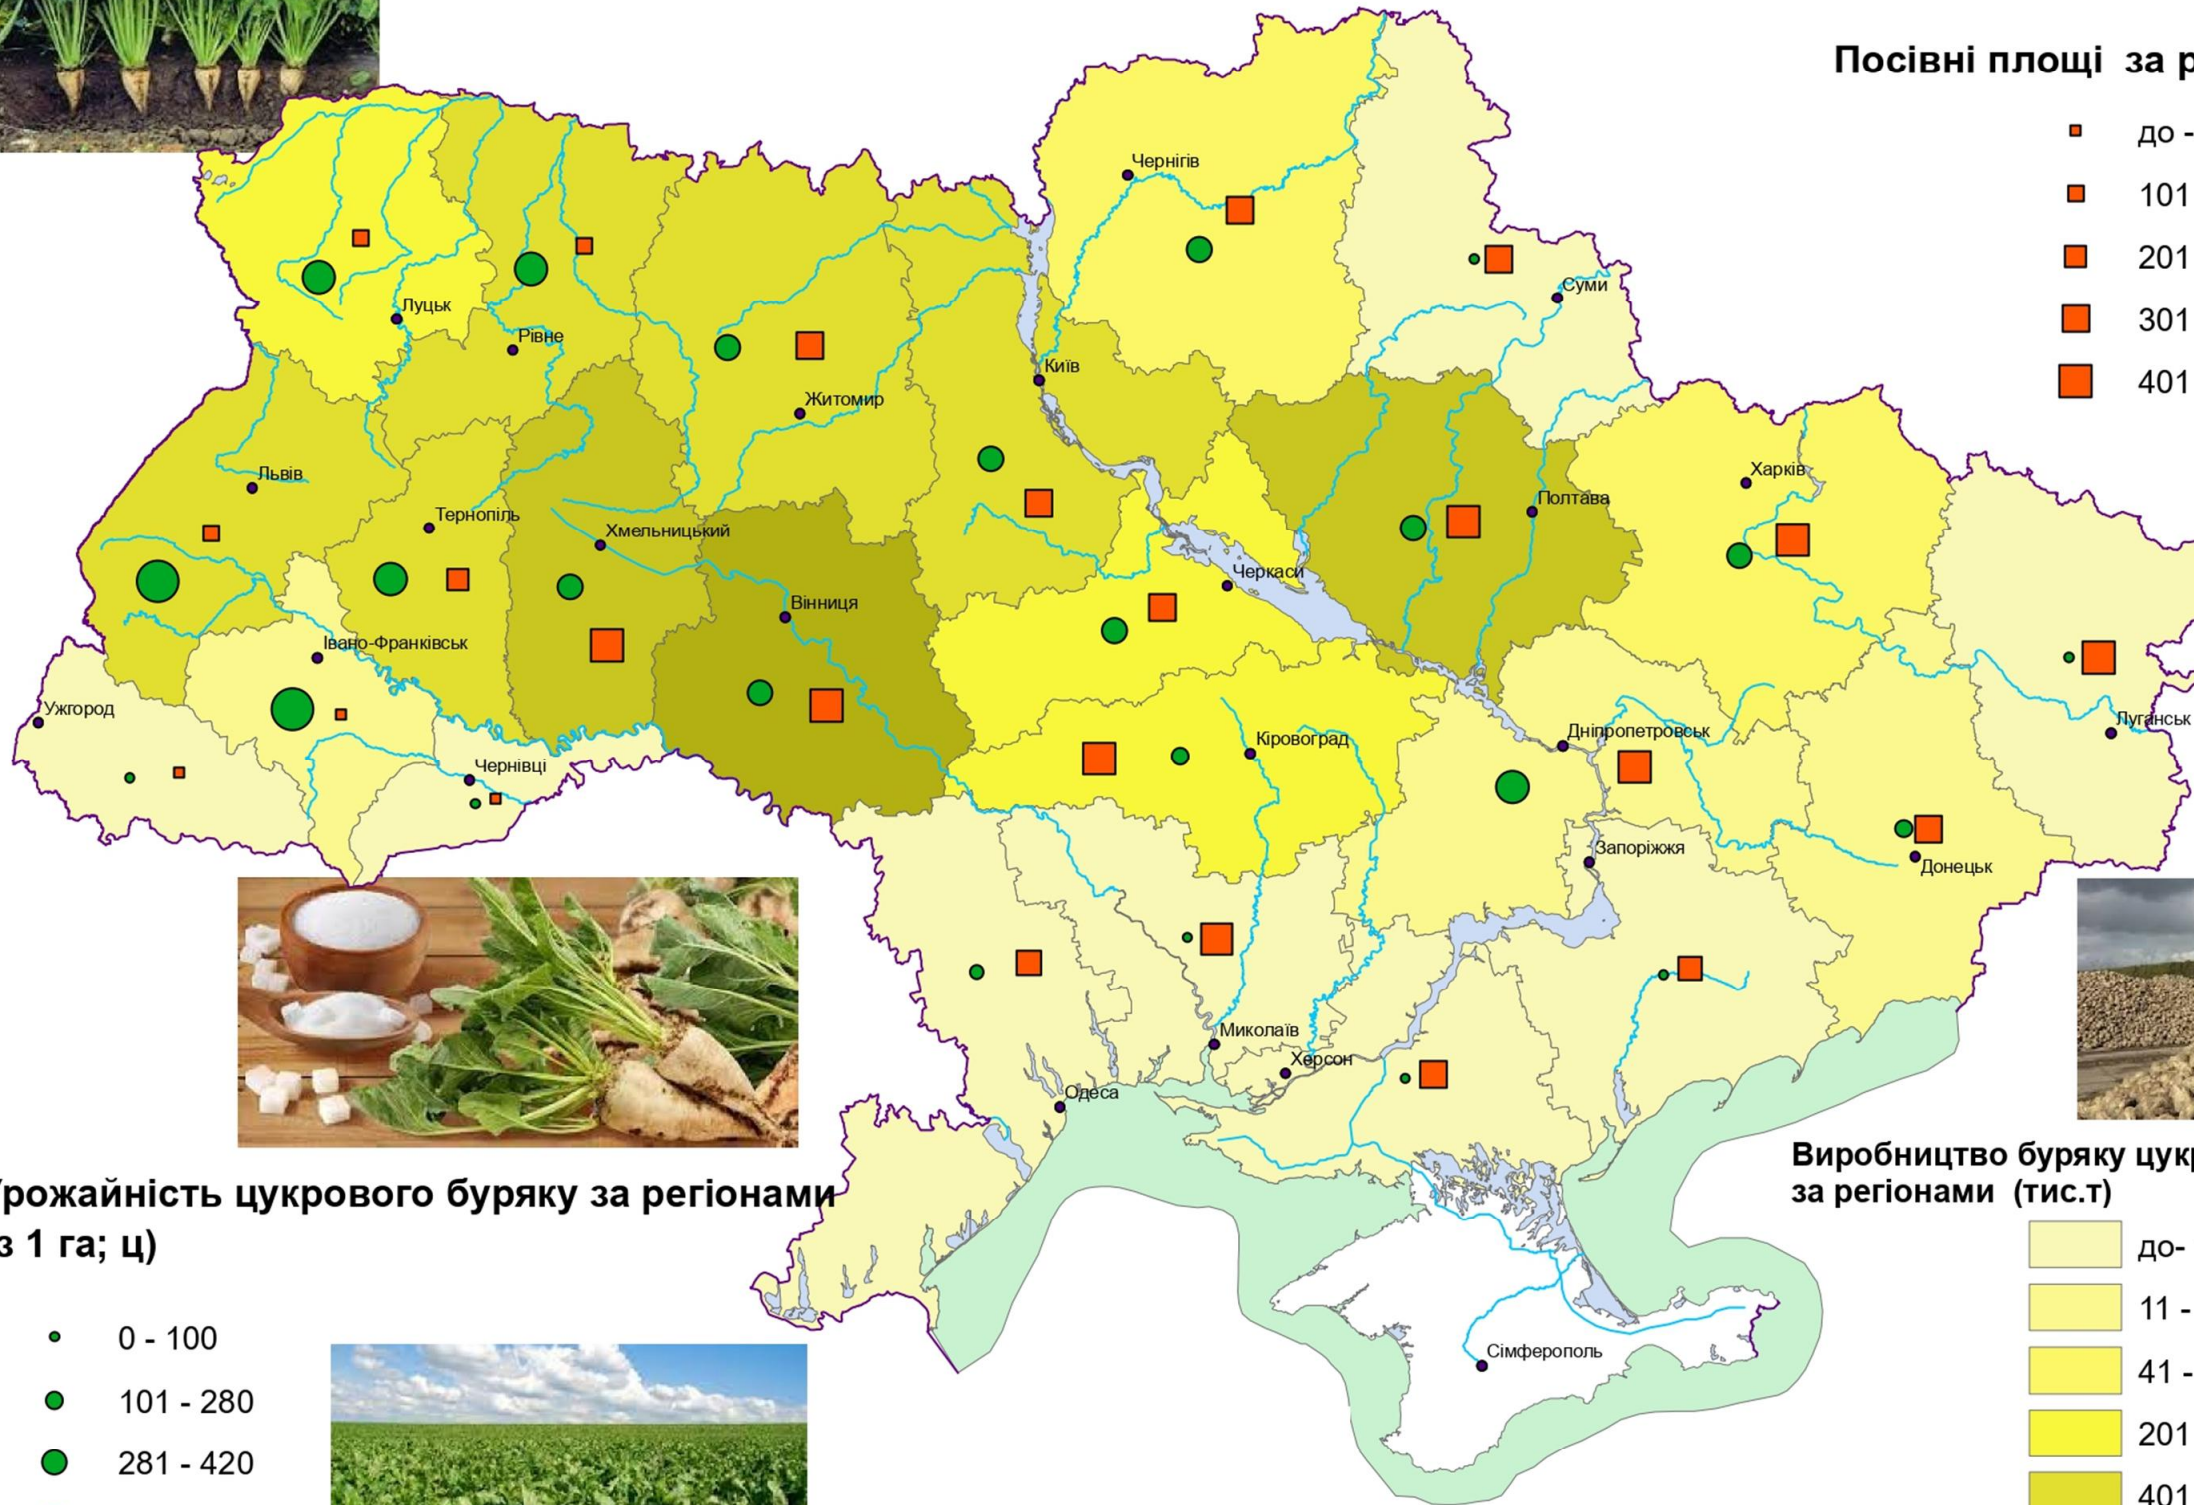 Посівні площі за р
до -
101
201
301
401
Чернігів
Суми
Луцьк
Рівне
Київ
Житомир
Харків
Львів
Полтава
Тернопіль
Хмельницький
Черкаси
Вінниця
Івано-Франківськ
Ужгород
Луганськ
Дніпропетровськ
Кіровоград
Чернівці
Запоріжжя
Донецьк
Миколаїв
Херсон
Одеса
Сімферополь
Виробництво буряку цукр
за регіонами (тис.т)
до-
11 -
41 -
201
401
Урожайність цукрового буряку за регіонами
з 1 га; ц)
0 - 100
101 - 280
281 - 420